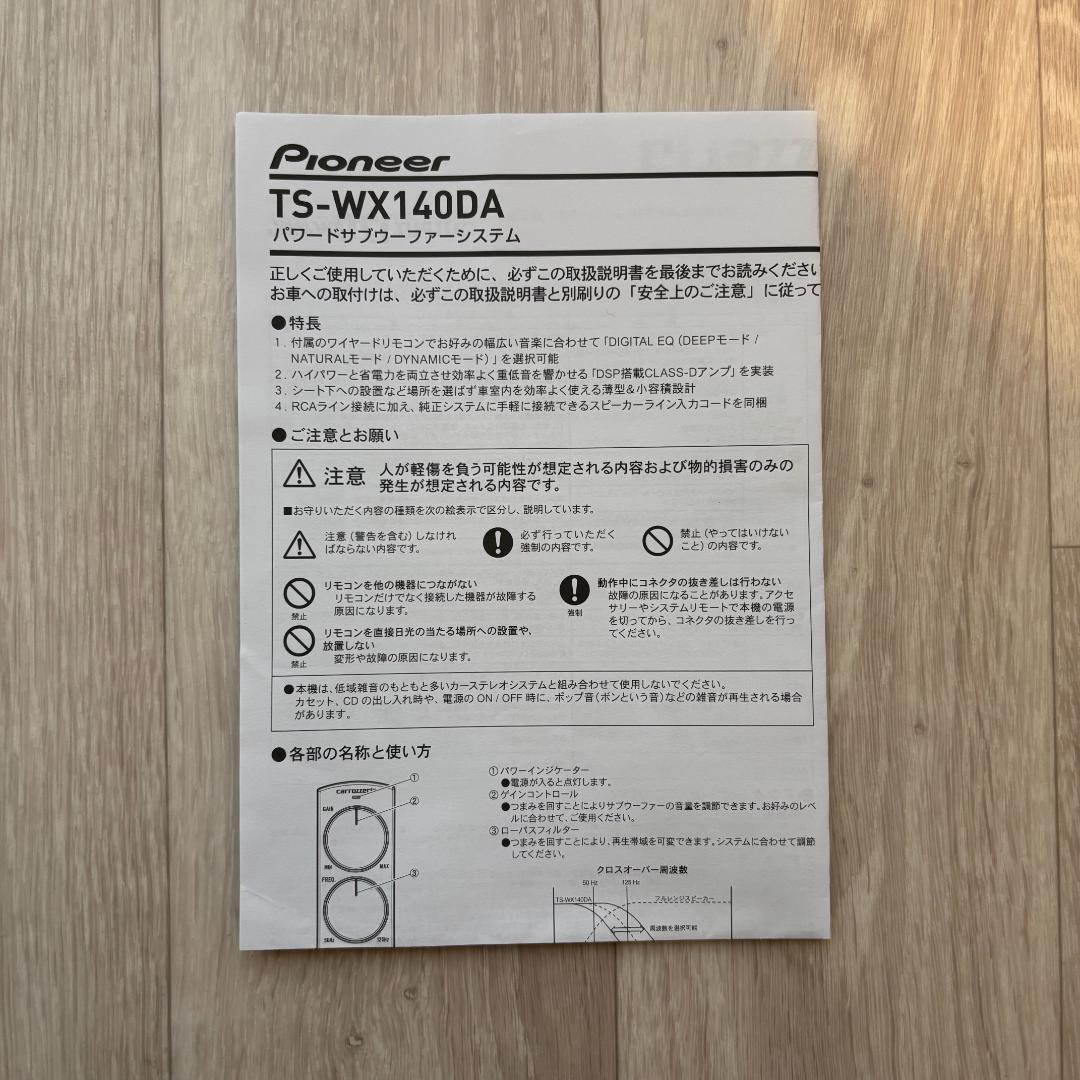 Pioneer
TS-WX140DA
パワードサブウーファーシステム
正しくご使用していただくために、必ずこの取扱説明書を最後までお読みくださ
お車への取付けは、必ずこの取扱説明書と別刷りの「安全上のご注意」に従って
●特長
1. 付属のワイヤードリモコンでお好みの幅広い音楽に合わせて「DIGITAL EQ（DEEPモード /
NATURALモード / DYNAMICモード）」を選択可能
2. ハイパワーと省電力を両立させ効率よく重低音を響かせる「DSP搭載CLASS-Dアンプ」を実装
3. シート下への設置など場所を選ばず車室内を効率よく使える薄型&小容積設計
4. RCAライン接続に加え、純正システムに手軽に接続できるスピーカーライン入力コードを同梱
●ご注意とお願い
注意 人が軽傷を負う可能性が想定される内容および物的損害のみの
発生が想定される内容です。
■お守りいただく内容の種類を次の絵表示で区分し、説明しています。
注意（警告を含む）しなけれ
ばならない内容です。
必ず行っていただく
強制の内容です。
禁止（やってはいけない
こと）の内容です。
リモコンを他の機器につながない
リモコンだけでなく接続した機器が故障する
原因になります。
禁止
リモコンを直接日光の当たる場所への設置や、
放置しない
変形や故障の原因になります。
禁止
動作中にコネクタの抜き差しは行わない
故障の原因になることがあります。アクセ
サリーやシステムリモートで本機の電源
を切ってから、コネクタの抜き差しを行っ
てください。
強制
●本機は、低域雑音のもともと多いカーステレオシステムと組み合わせて使用しないでください。
カセット、CD の出し入れ時や、電源の ON / OFF 時に、ポップ音（ボンという音）などの雑音が再生される場合
があります。
●各部の名称と使い方
①
carrozzeria
②
GAIN
MIN
MAX
③
FREQ.
50Hz
125Hz
①パワーインジケーター
●電源が入ると点灯します。
②ゲインコントロール
●つまみを回すことによりサブウーファーの音量を調節できます。お好みのレベ
ルに合わせて、ご使用ください。
③ローパスフィルター
●つまみを回すことにより、再生帯域を可変できます。システムに合わせて調節
してください。
クロスオーバー周波数
50 Hz
125 Hz
TS-WX140DA
フルレンジスピーカー
周波数を選択可能